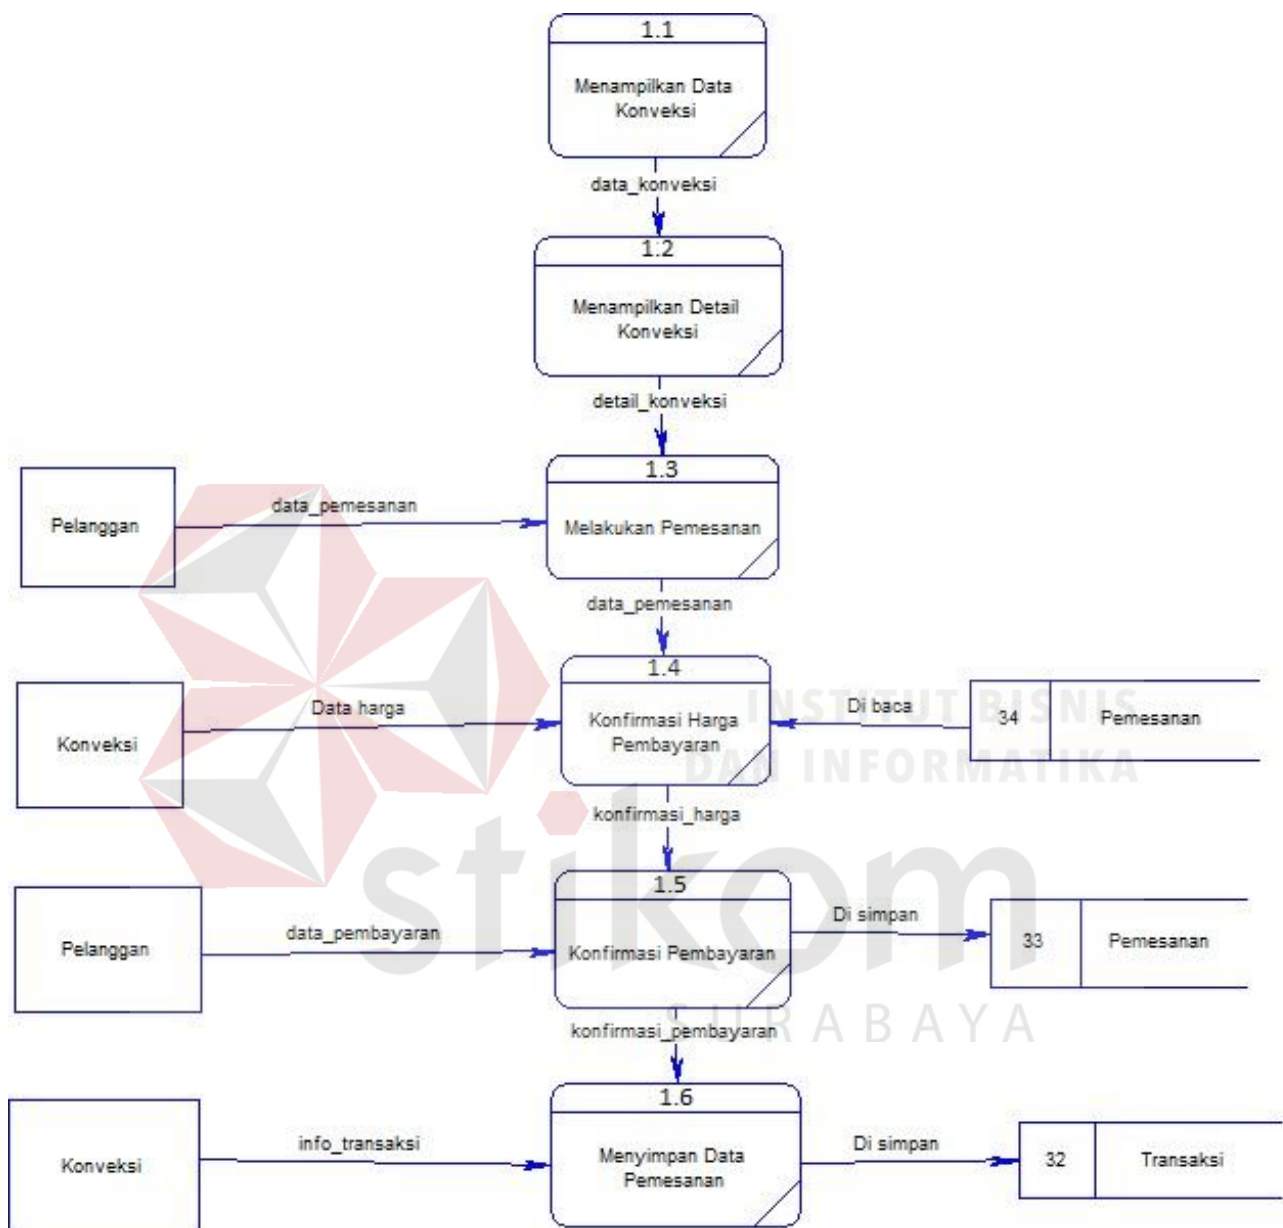 1.1
Menampilkan Data
Konveksi
data_konveksi
1.2
Menampilkan Detail
Konveksi
detail_konveksi
1.3
Pelanggan
data_pemesanan
Melakukan Pemesanan
data_pemesanan
1.4
Konveksi
Data harga
Konfirmasi Harga
Pembayaran
Di baca
34
Pemesanan
INSTITUT BISNIS
DAN INFORMATIKA
konfirmasi_harga
stikom
1.5
Pelanggan
data_pembayaran
Konfirmasi Pembayaran
Di simpan
33
Pemesanan
SURABAYA
konfirmasi_pembayaran
1.6
Konveksi
info_transaksi
Menyimpan Data
Pemesanan
Di simpan
32
Transaksi